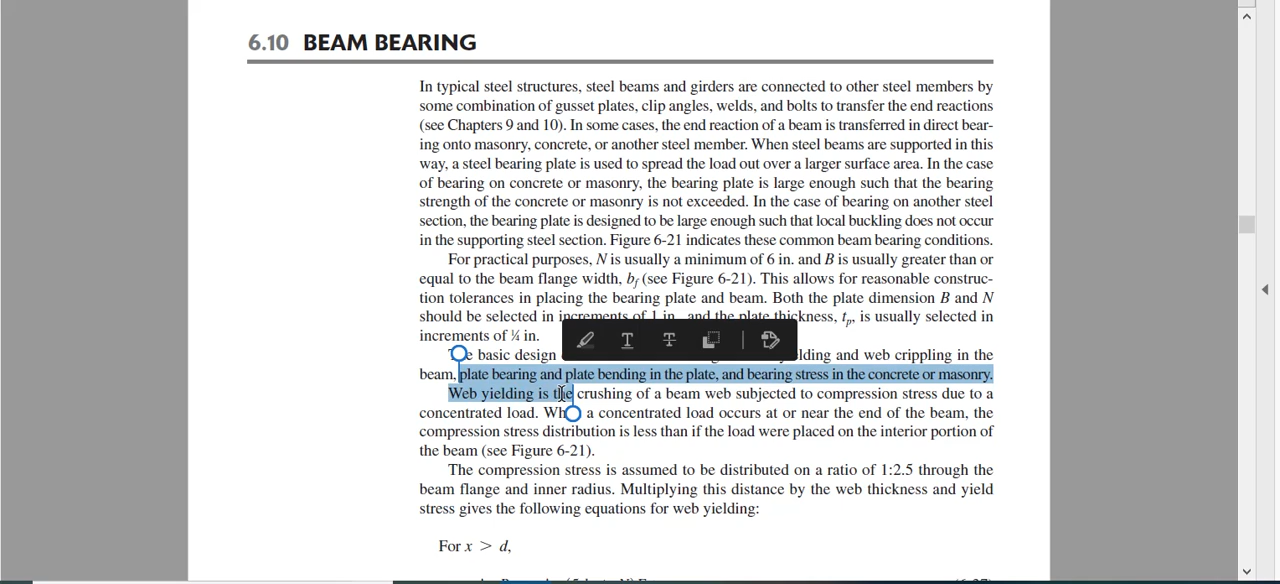 6.10 BEAM BEARING
In typical steel structures, steel beams and girders are connected to other steel members by
some combination of gusset plates, clip angles, welds, and bolts to transfer the end reactions
(see Chapters 9 and 10). In some cases, the end reaction of a beam is transferred in direct bear-
ing onto masonry, concrete, or another steel member. When steel beams are supported in this
way, a steel bearing plate is used to spread the load out over a larger surface area. In the case
of bearing on concrete or masonry, the bearing plate is large enough such that the bearing
strength of the concrete or masonry is not exceeded. In the case of bearing on another steel
section, the bearing plate is designed to be large enough such that local buckling does not occur
in the supporting steel section. Figure 6-21 indicates these common beam bearing conditions.
For practical purposes, N is usually a minimum of 6 in. and B is usually greater than or
equal to the beam flange width, bf (see Figure 6-21). This allows for reasonable construc-
tion tolerances in placing the bearing plate and beam. Both the plate dimension B and N
should be selected in increments of 1 in., and the plate thickness, tp, is usually selected in
increments of ¼ in.
basic design lding and web crippling in the
beam, plate bearing and plate bending in the plate, and bearing stress in the concrete or masonry.
Web yielding is the crushing of a beam web subjected to compression stress due to a
concentrated load. a concentrated load occurs at or near the end of the beam, the
compression stress distribution is less than if the load were placed on the interior portion of
the beam (see Figure 6-21).
The compression stress is assumed to be distributed on a ratio of 1:2.5 through the
beam flange and inner radius. Multiplying this distance by the web thickness and yield
stress gives the following equations for web yielding:
For x > d,